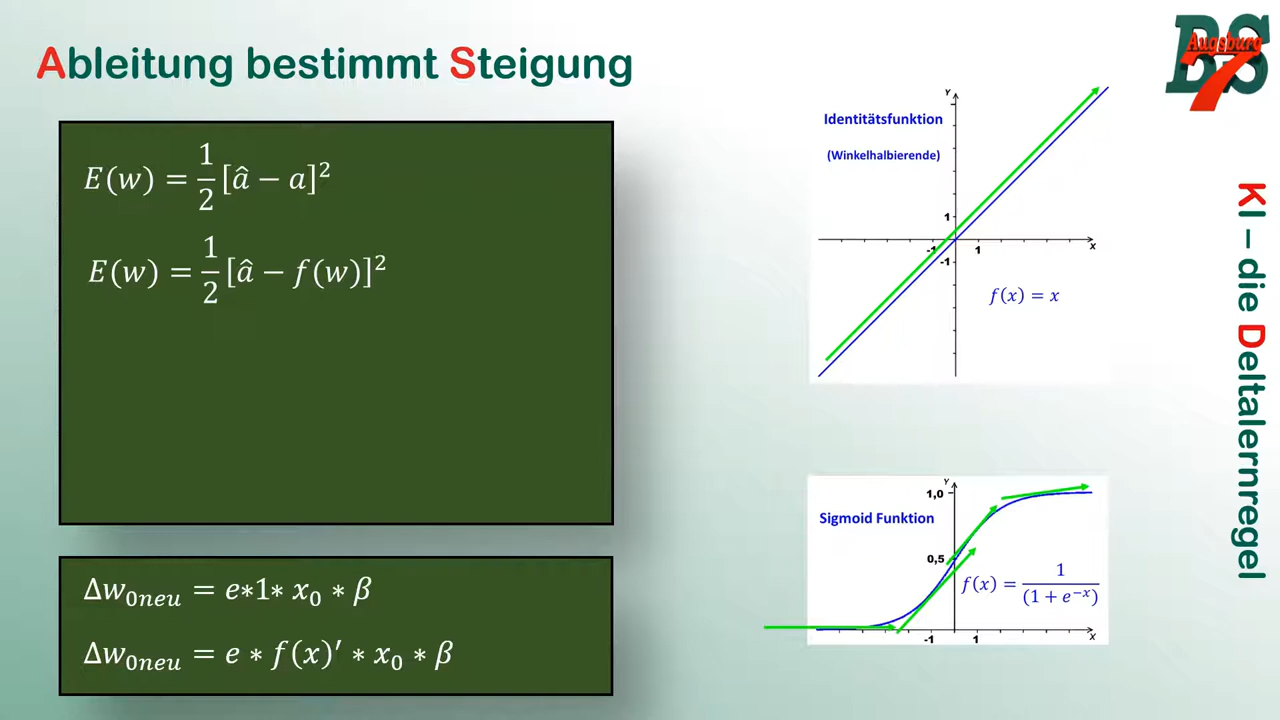 Ableitung bestimmt Steigung
BS
Augsburg
7
E(w) = 1/2 [â − a]²
E(w) = 1/2 [â − f(w)]²
Δw₀neu = e*1* x₀ * β
Δw₀neu = e * f(x)′ * x₀ * β
Y
Identitätsfunktion
(Winkelhalbierende)
1
-1
1
X
-1
f(x) = x
Y
1,0
Sigmoid Funktion
0,5
f(x) = 1/(1 + e⁻ˣ)
-1
1
X
KI – die Deltalernregel